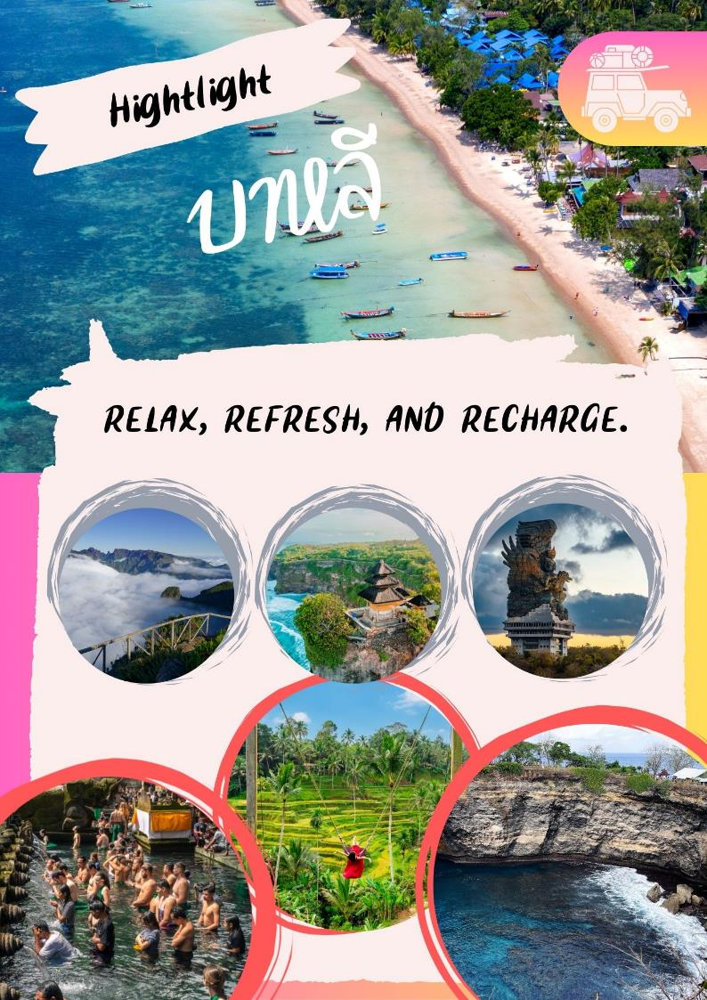 Hightlight
บาหลี
RELAX, REFRESH, AND RECHARGE.